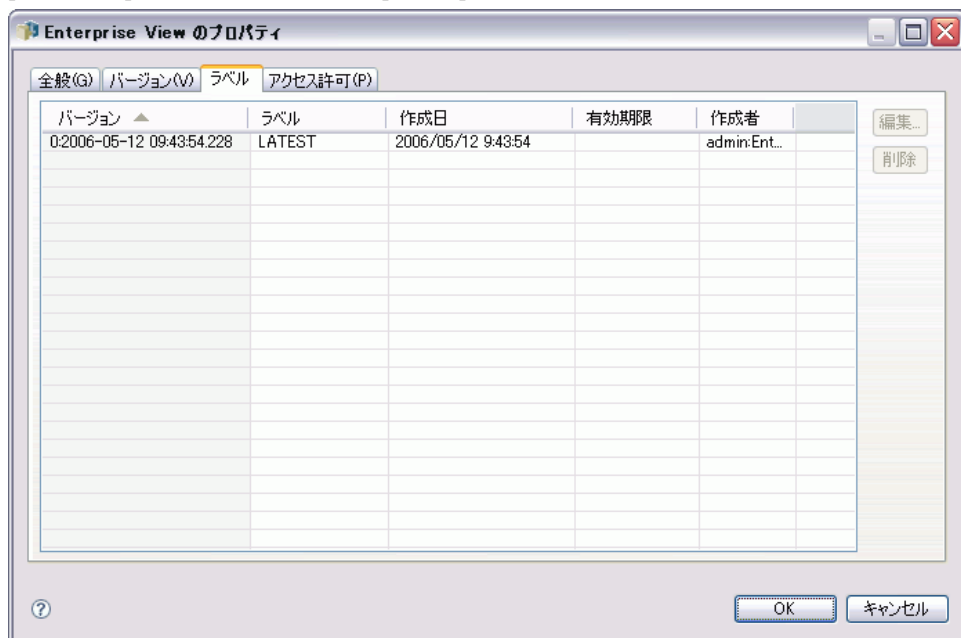 Enterprise View のプロパティ
全般(G) バージョン(V) ラベル アクセス許可(P)
バージョン ラベル 作成日 有効期限 作成者
0:2006-05-12 09:43:54.228 LATEST 2006/05/12 9:43:54 admin:Ent...
編集...
削除
OK キャンセル